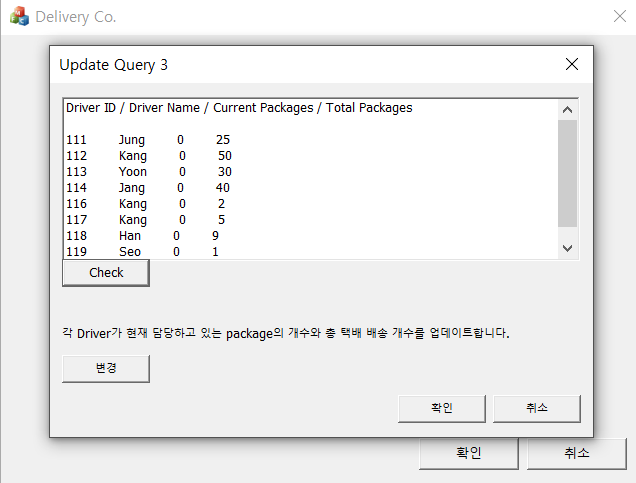 Delivery Co.
Update Query 3
Driver ID / Driver Name / Current Packages / Total Packages
111 Jung 0 25
112 Kang 0 50
113 Yoon 0 30
114 Jang 0 40
116 Kang 0 2
117 Kang 0 5
118 Han 0 9
119 Seo 0 1
Check
각 Driver가 현재 담당하고 있는 package의 개수와 총 택배 배송 개수를 업데이트합니다.
변경
확인 취소
확인 취소